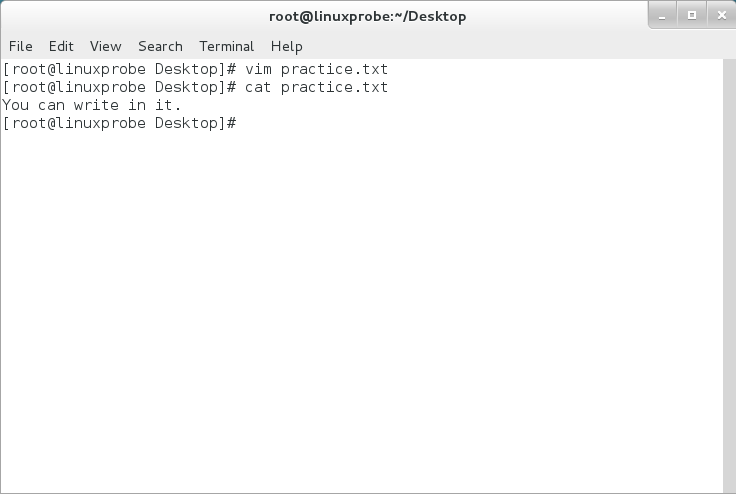 root@linuxprobe:~/Desktop
File Edit View Search Terminal Help
[root@linuxprobe Desktop]# vim practice.txt
[root@linuxprobe Desktop]# cat practice.txt
You can write in it.
[root@linuxprobe Desktop]#